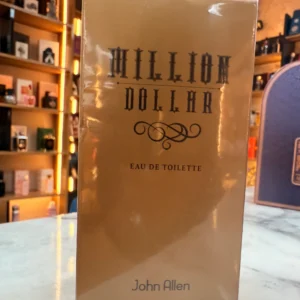 MILLION
DOLLAR
EAU DE TOILETTE
John Allen